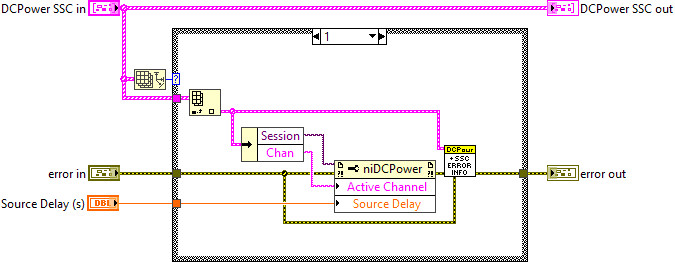 DCPower SSC in
DCPower SSC out
1
?
Session
Chan
DCPowr
+SSC
ERROR
INFO
error in
niDCPower
?!
?!
error out
Active Channel
Source Delay (s)
DBL
Source Delay